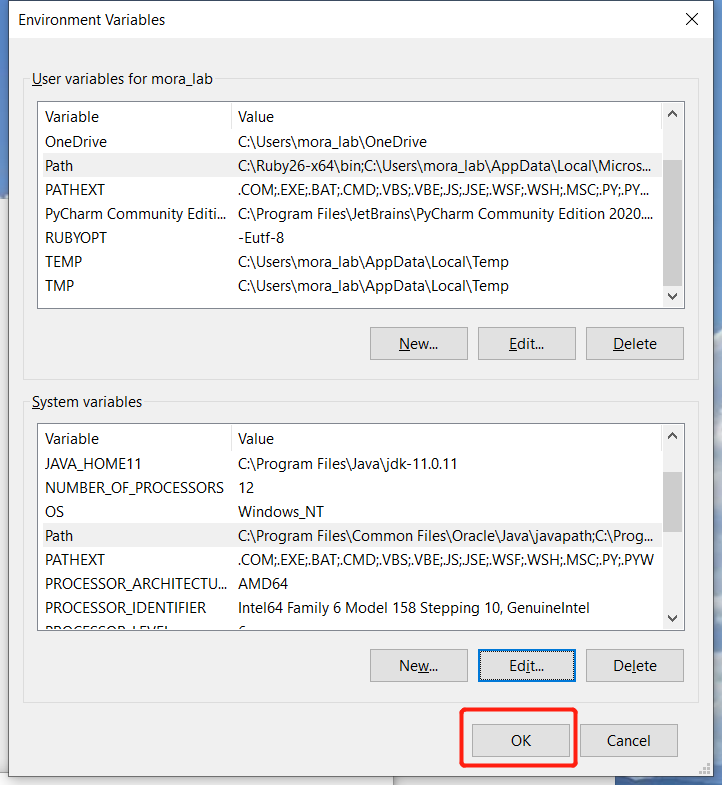 Environment Variables
User variables for mora_lab
Variable Value
OneDrive C:\Users\mora_lab\OneDrive
Path C:\Ruby26-x64\bin;C:\Users\mora_lab\AppData\Local\Micros...
PATHEXT .COM;.EXE;.BAT;.CMD;.VBS;.VBE;.JS;.JSE;.WSF;.WSH;.MSC;.PY;.PY...
PyCharm Community Editi... C:\Program Files\JetBrains\PyCharm Community Edition 2020....
RUBYOPT -Eutf-8
TEMP C:\Users\mora_lab\AppData\Local\Temp
TMP C:\Users\mora_lab\AppData\Local\Temp
New... Edit... Delete
System variables
Variable Value
JAVA_HOME11 C:\Program Files\Java\jdk-11.0.11
NUMBER_OF_PROCESSORS 12
OS Windows_NT
Path C:\Program Files\Common Files\Oracle\Java\javapath;C:\Prog...
PATHEXT .COM;.EXE;.BAT;.CMD;.VBS;.VBE;.JS;.JSE;.WSF;.WSH;.MSC;.PY;.PYW
PROCESSOR_ARCHITECTU... AMD64
PROCESSOR_IDENTIFIER Intel64 Family 6 Model 158 Stepping 10, GenuineIntel
New... Edit... Delete
OK Cancel